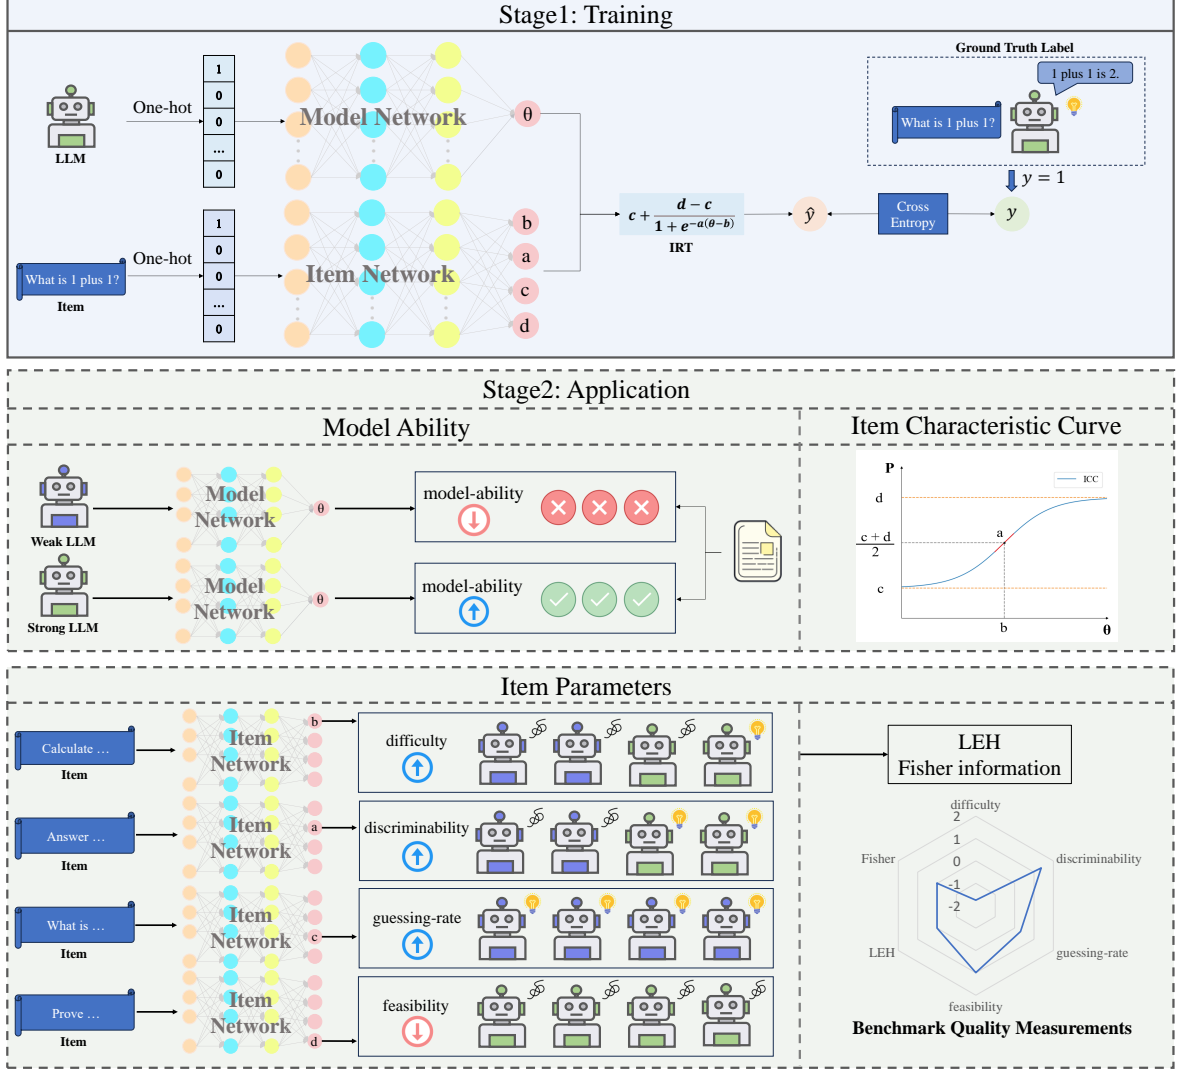 Stage1: Training
LLM
One-hot
1
0
0
...
0
Model Network
θ
Ground Truth Label
1 plus 1 is 2.
What is 1 plus 1?
y = 1
What is 1 plus 1?
Item
One-hot
1
0
0
...
0
Item Network
b
a
c
d
c + d − c / 1 + e^{−a(θ−b)}
IRT
ŷ
Cross
Entropy
y
Stage2: Application
Model Ability
Weak LLM
Model
Network
θ
model-ability
Strong LLM
Model
Network
θ
model-ability
Item Characteristic Curve
P
ICC
d
a
c + d
2
c
b
θ
Item Parameters
Calculate ...
Item
Item
Network
b
difficulty
Answer ...
Item
Item
Network
a
discriminability
What is ...
Item
Item
Network
c
guessing-rate
Prove ...
Item
Item
Network
d
feasibility
LEH
Fisher information
difficulty
2
1
0
-1
-2
Fisher
discriminability
LEH
guessing-rate
feasibility
Benchmark Quality Measurements